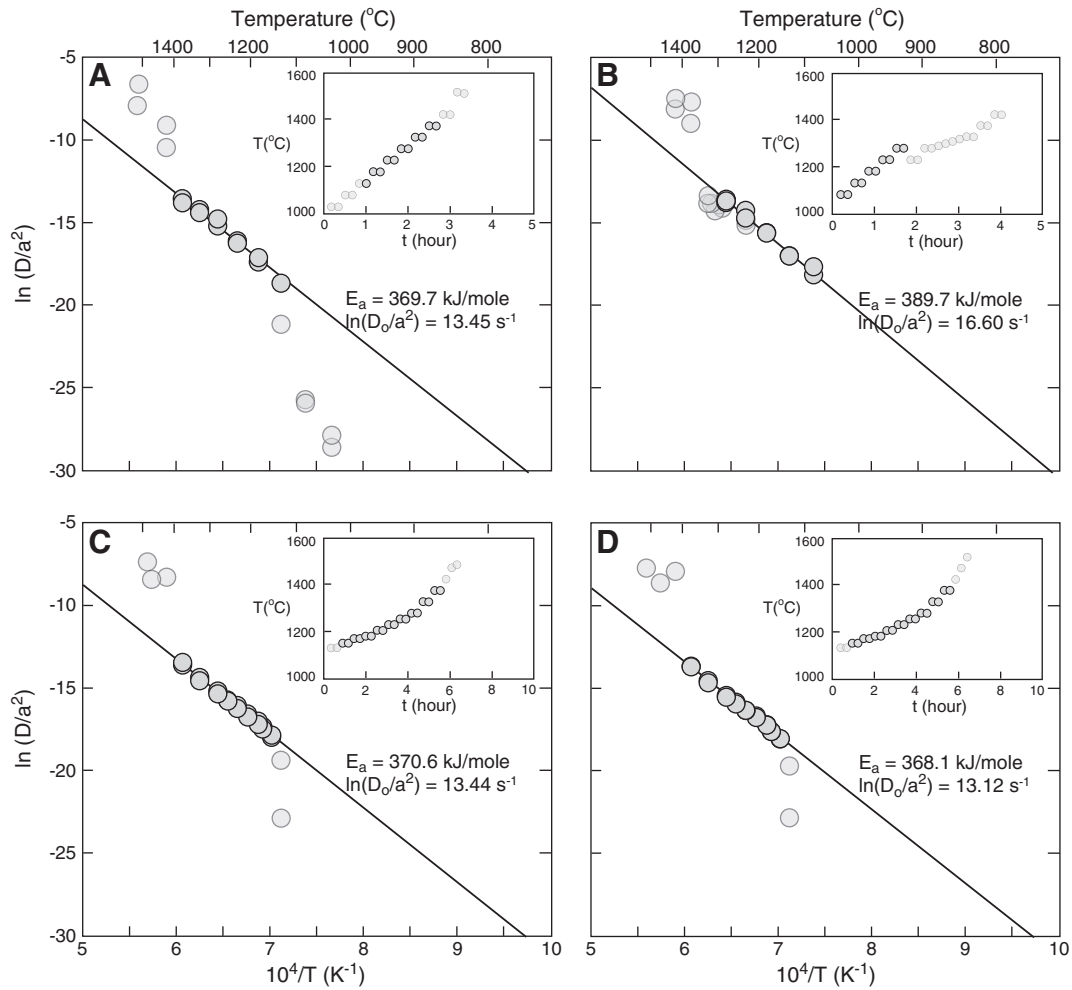 Temperature (°C)
1400 1200 1000 800
Temperature (°C)
1400 1200 1000 800
A
-5
-10
-15
-20
-25
-30
ln (D/a²)
1600
1400
1200
1000
T(°C)
0 1 2 3 4 5
t (hour)
Eₐ = 369.7 kJ/mole
ln(Dₒ/a²) = 13.45 s⁻¹
B
1600
1400
1200
1000
T(°C)
0 1 2 3 4 5
t (hour)
Eₐ = 389.7 kJ/mole
ln(Dₒ/a²) = 16.60 s⁻¹
C
-5
-10
-15
-20
-25
-30
ln (D/a²)
1600
1400
1200
1000
T(°C)
0 2 4 6 8 10
t (hour)
Eₐ = 370.6 kJ/mole
ln(Dₒ/a²) = 13.44 s⁻¹
5 6 7 8 9 10
10⁴/T (K⁻¹)
D
1600
1400
1200
1000
T(°C)
0 2 4 6 8 10
t (hour)
Eₐ = 368.1 kJ/mole
ln(Dₒ/a²) = 13.12 s⁻¹
5 6 7 8 9 10
10⁴/T (K⁻¹)